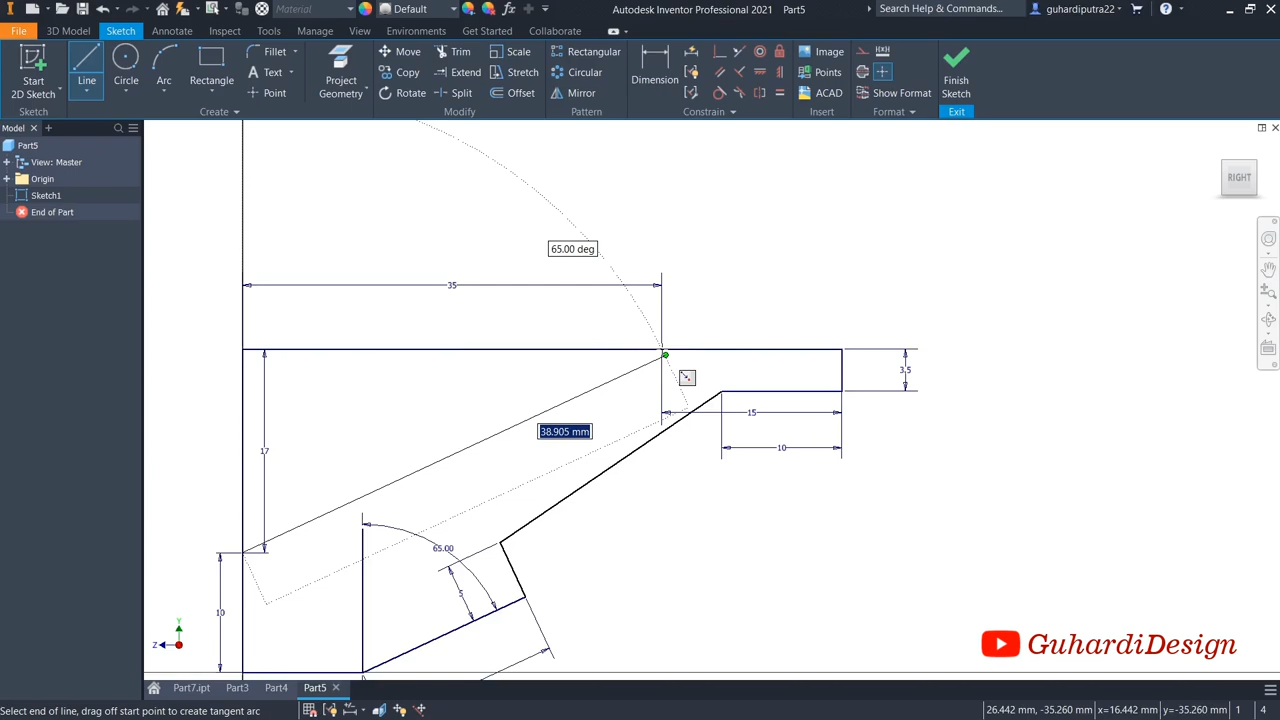 Material
Default
Autodesk Inventor Professional 2021 Part5
Search Help & Commands...
guhardiputra22
File
3D Model
Sketch
Annotate
Inspect
Tools
Manage
View
Environments
Get Started
Collaborate
Start
2D Sketch
Line
Circle
Arc
Rectangle
Fillet
Text
Point
Project
Geometry
Move
Copy
Rotate
Trim
Extend
Split
Scale
Stretch
Offset
Rectangular
Circular
Mirror
Dimension
Image
Points
ACAD
Show Format
Finish
Sketch
Sketch
Create
Modify
Pattern
Constrain
Insert
Format
Exit
Model
Part5
View: Master
Origin
Sketch1
End of Part
RIGHT
65.00 deg
35
3.5
15
38.905 mm
10
17
65.00
5
10
Y
Z
GuhardiDesign
Part7.ipt
Part3
Part4
Part5
Select end of line, drag off start point to create tangent arc
26.442 mm, -35.260 mm
x=16.442 mm
y=-35.260 mm
1
4